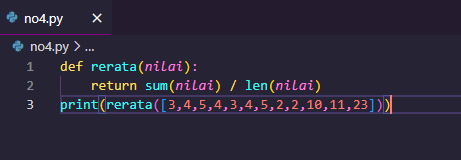 no4.py ×
no4.py > ...
1 def rerata(nilai):
2     return sum(nilai) / len(nilai)
3 print(rerata([3,4,5,4,3,4,5,2,2,10,11,23]))